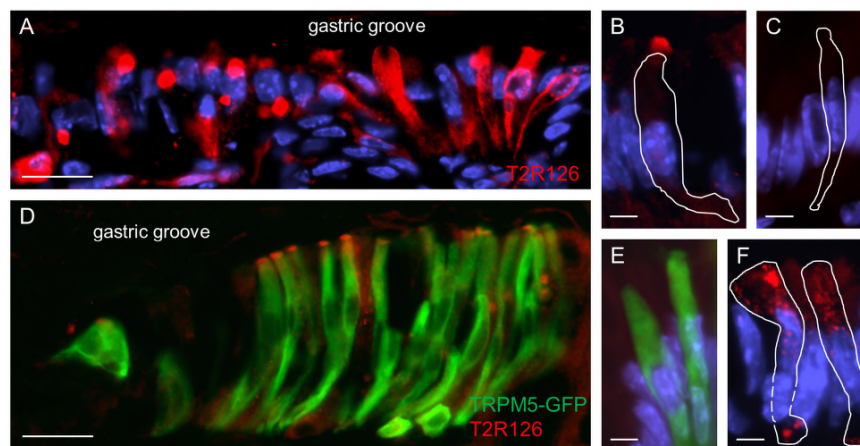 A
gastric groove
T2R126
B
C
D
gastric groove
TRPM5-GFP
T2R126
E
F